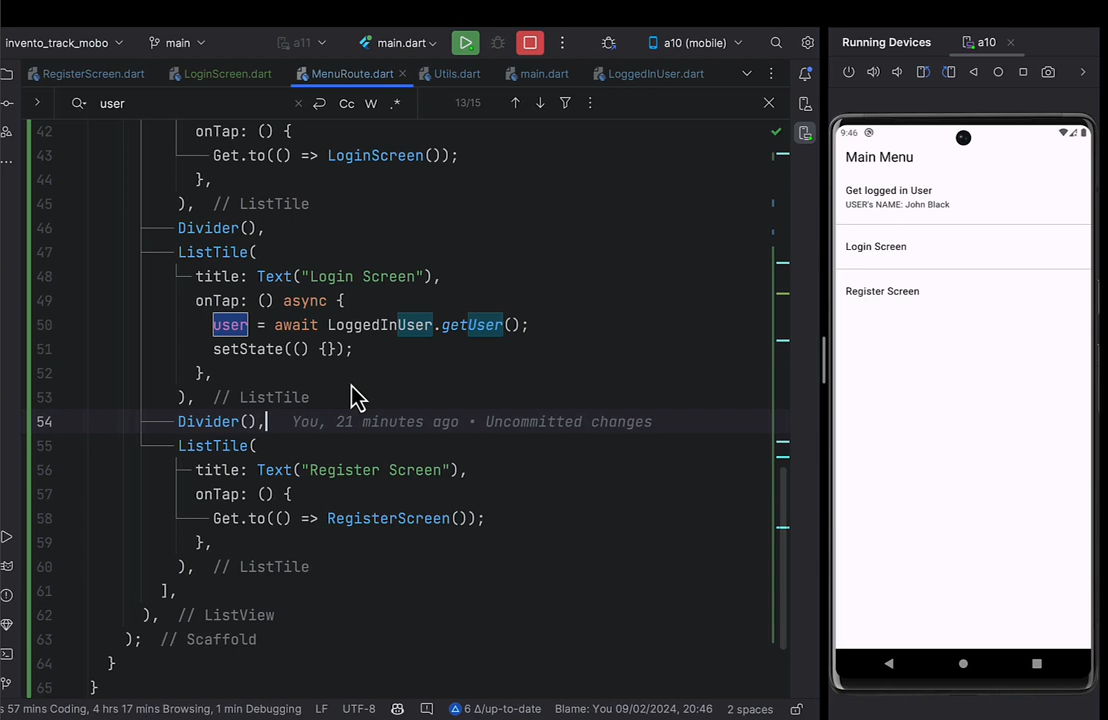 invento_track_mobo main a11 main.dart a10 (mobile) Running Devices a10
RegisterScreen.dart LoginScreen.dart MenuRoute.dart Utils.dart main.dart LoggedInUser.dart
user Cc W .* 13/15
42 onTap: () {
43 Get.to(() => LoginScreen());
44 },
45 ), // ListTile
46 Divider(),
47 ListTile(
48 title: Text("Login Screen"),
49 onTap: () async {
50 user = await LoggedInUser.getUser();
51 setState(() {});
52 },
53 ), // ListTile
54 Divider(), You, 21 minutes ago • Uncommitted changes
55 ListTile(
56 title: Text("Register Screen"),
57 onTap: () {
58 Get.to(() => RegisterScreen());
59 },
60 ), // ListTile
61 ],
62 ), // ListView
63 ); // Scaffold
64 }
65 }
s 57 mins Coding, 4 hrs 17 mins Browsing, 1 min Debugging LF UTF-8 6 Δ/up-to-date Blame: You 09/02/2024, 20:46 2 spaces
9:46
Main Menu
Get logged in User
USER's NAME: John Black
Login Screen
Register Screen